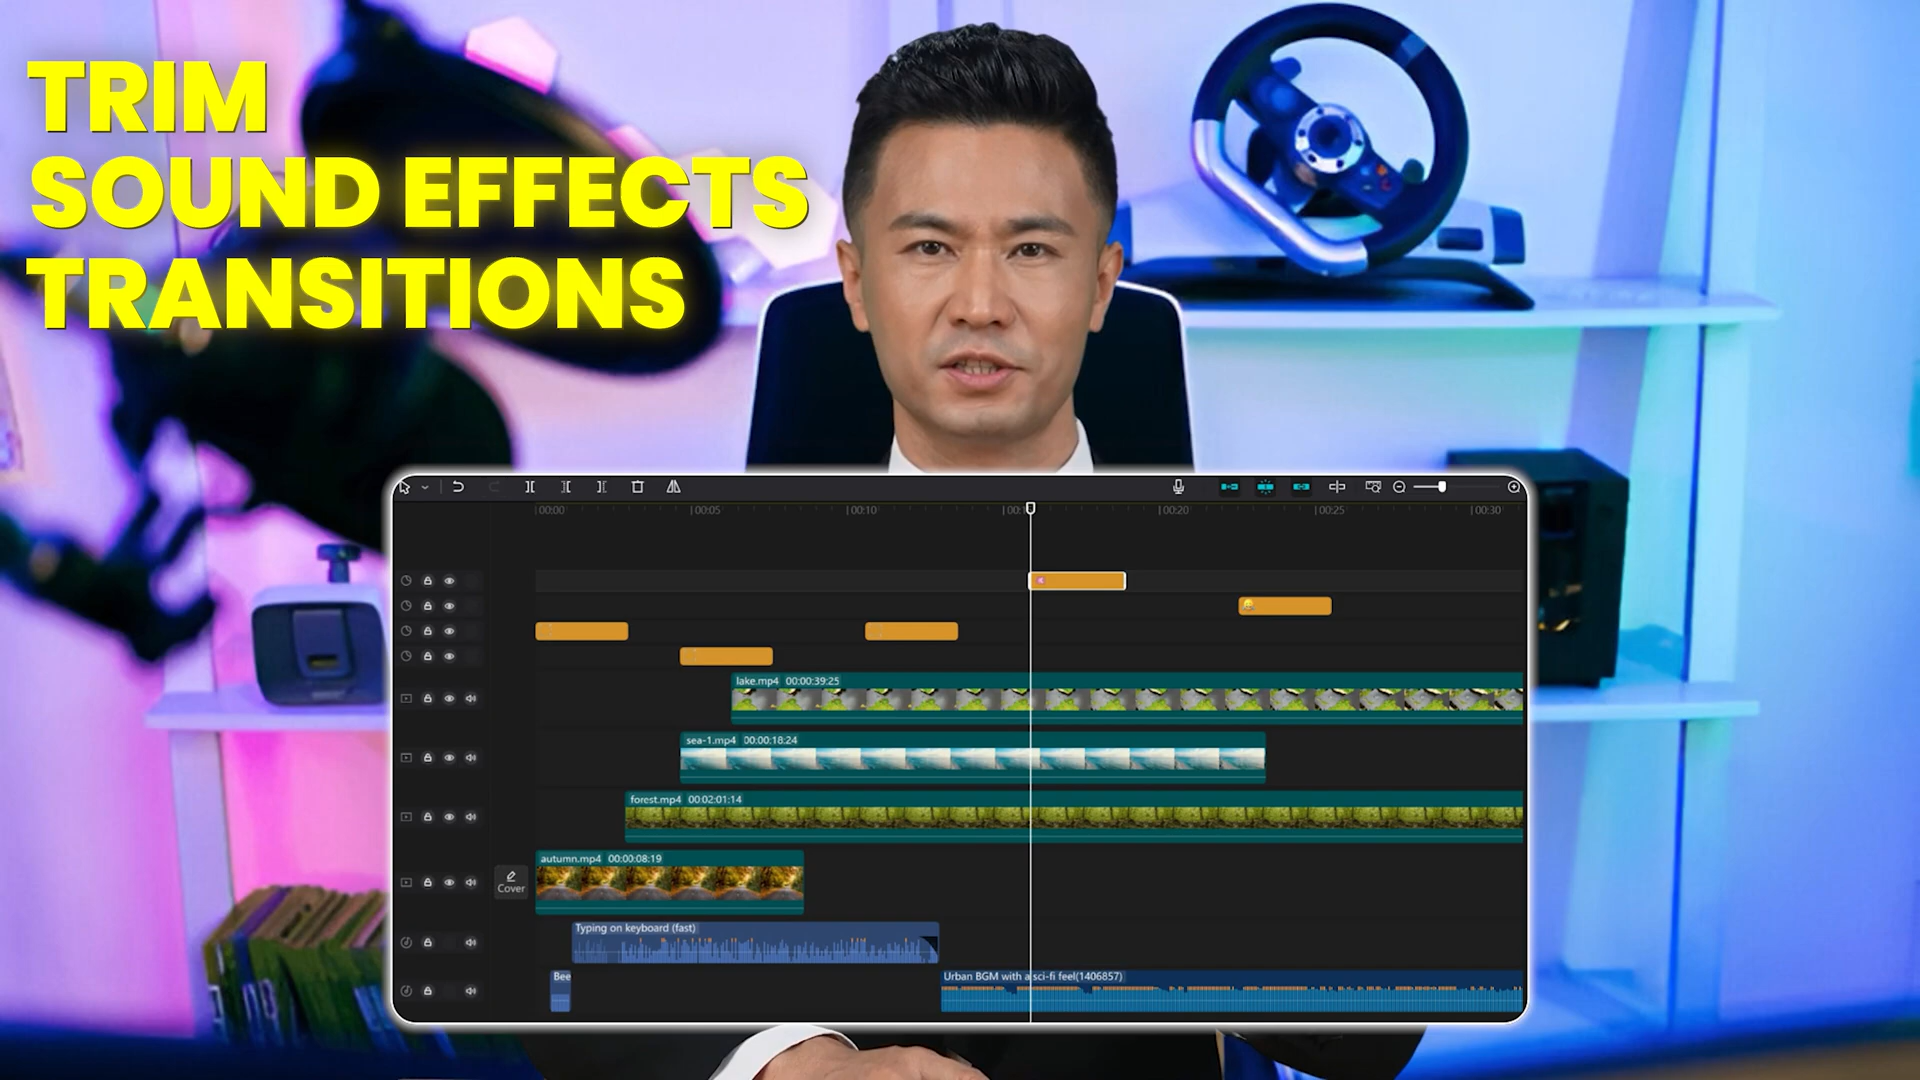 TRIM
SOUND EFFECTS
TRANSITIONS
00:00
00:05
00:10
00:20
00:25
00:30
lake.mp4 00:00:39:25
sea-1.mp4 00:00:18:24
forest.mp4 00:02:01:14
autumn.mp4 00:00:08:19
Cover
Typing on keyboard (fast)
Bee
Urban BGM with a sci-fi feel(1406857)